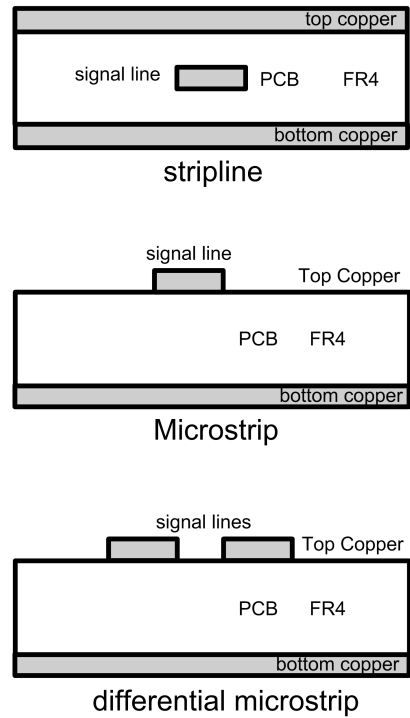 top copper
signal line PCB FR4
bottom copper
stripline
signal line
Top Copper
PCB FR4
bottom copper
Microstrip
signal lines
Top Copper
PCB FR4
bottom copper
differential microstrip